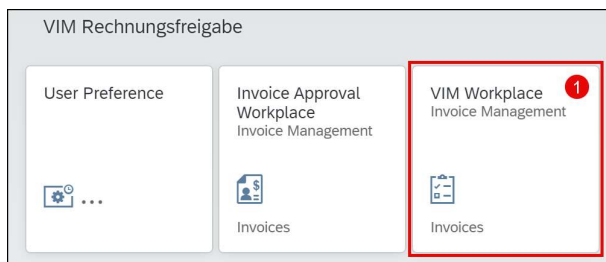 VIM Rechnungsfreigabe
User Preference
...
Invoice Approval
Workplace
Invoice Management
$
Invoices
VIM Workplace
1
Invoice Management
Invoices